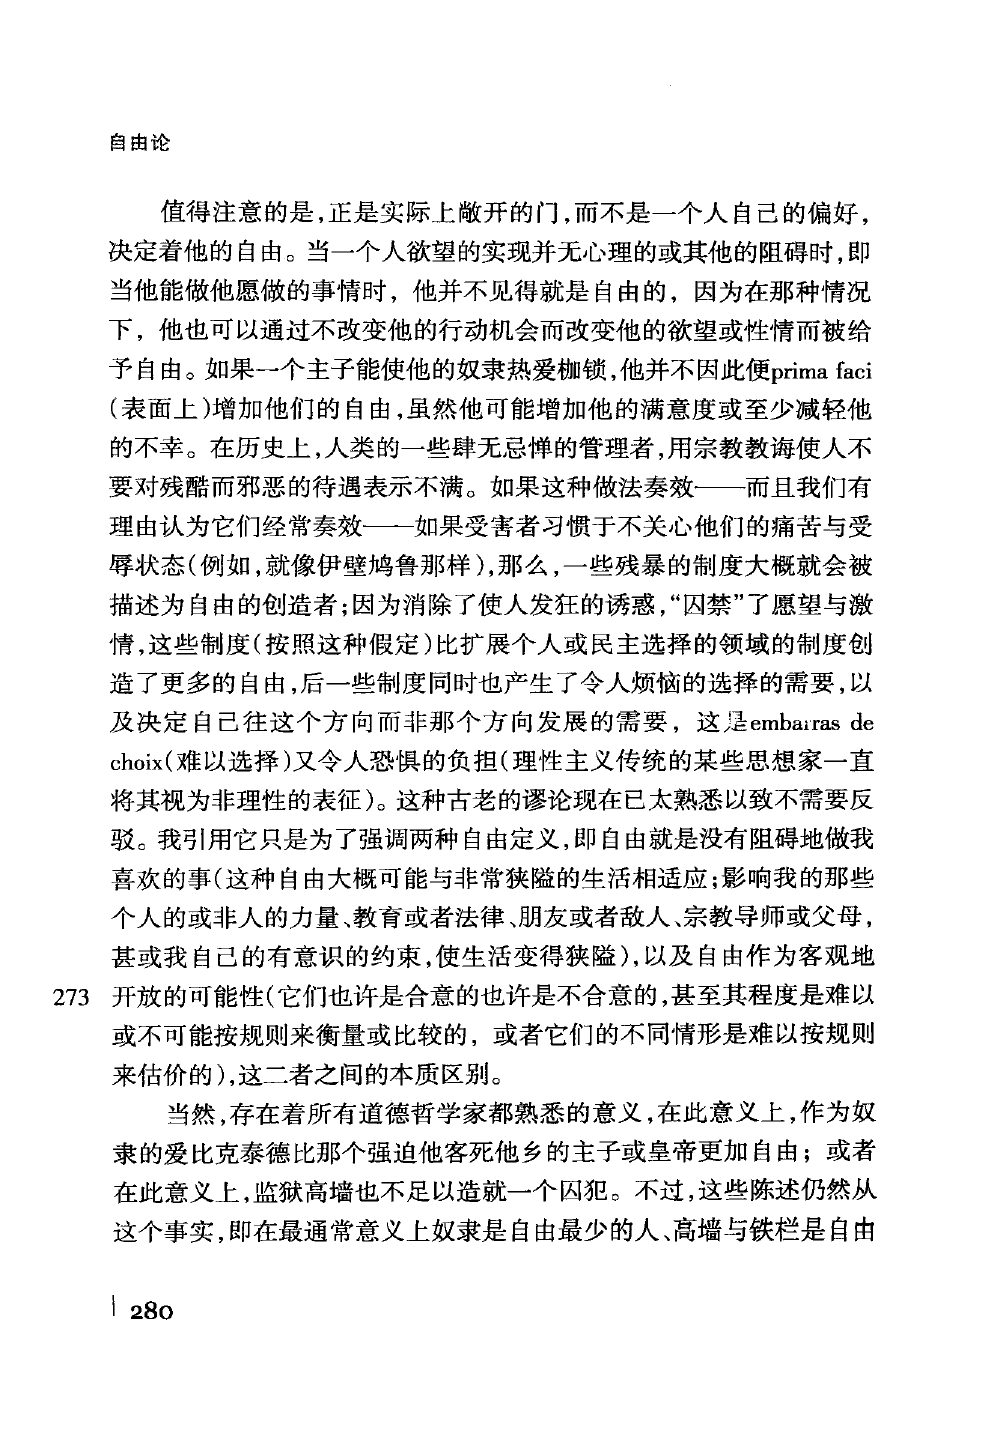 自由论
值得注意的是,正是实际上敞开的门,而不是一个人自己的偏好,
决定着他的自由。当一个人欲望的实现并无心理的或其他的阻碍时,即
当他能做他愿做的事情时，他并不见得就是自由的，因为在那种情况
下，他也可以通过不改变他的行动机会而改变他的欲望或性情而被给
予自由。如果一个主子能使他的奴隶热爱枷锁,他并不因此便prima faci
(表面上)增加他们的自由,虽然他可能增加他的满意度或至少减轻他
的不幸。在历史上,人类的一些肆无忌惮的管理者,用宗教教诲使人不
要对残酷而邪恶的待遇表示不满。如果这种做法奏效——而且我们有
理由认为它们经常奏效——如果受害者习惯于不关心他们的痛苦与受
辱状态(例如,就像伊壁鸠鲁那样),那么,一些残暴的制度大概就会被
描述为自由的创造者;因为消除了使人发狂的诱惑,“囚禁”了愿望与激
情,这些制度(按照这种假定)比扩展个人或民主选择的领域的制度创
造了更多的自由,后一些制度同时也产生了令人烦恼的选择的需要,以
及决定自己往这个方向而非那个方向发展的需要，这是embarras de
choix(难以选择)又令人恐惧的负担(理性主义传统的某些思想家一直
将其视为非理性的表征)。这种古老的谬论现在已太熟悉以致不需要反
驳。我引用它只是为了强调两种自由定义,即自由就是没有阻碍地做我
喜欢的事(这种自由大概可能与非常狭隘的生活相适应;影响我的那些
个人的或非人的力量、教育或者法律、朋友或者敌人、宗教导师或父母,
甚或我自己的有意识的约束,使生活变得狭隘),以及自由作为客观地
273 开放的可能性(它们也许是合意的也许是不合意的,甚至其程度是难以
或不可能按规则来衡量或比较的，或者它们的不同情形是难以按规则
来估价的),这二者之间的本质区别。
当然,存在着所有道德哲学家都熟悉的意义,在此意义上,作为奴
隶的爱比克泰德比那个强迫他客死他乡的主子或皇帝更加自由；或者
在此意义上,监狱高墙也不足以造就一个囚犯。不过,这些陈述仍然从
这个事实,即在最通常意义上奴隶是自由最少的人、高墙与铁栏是自由
280